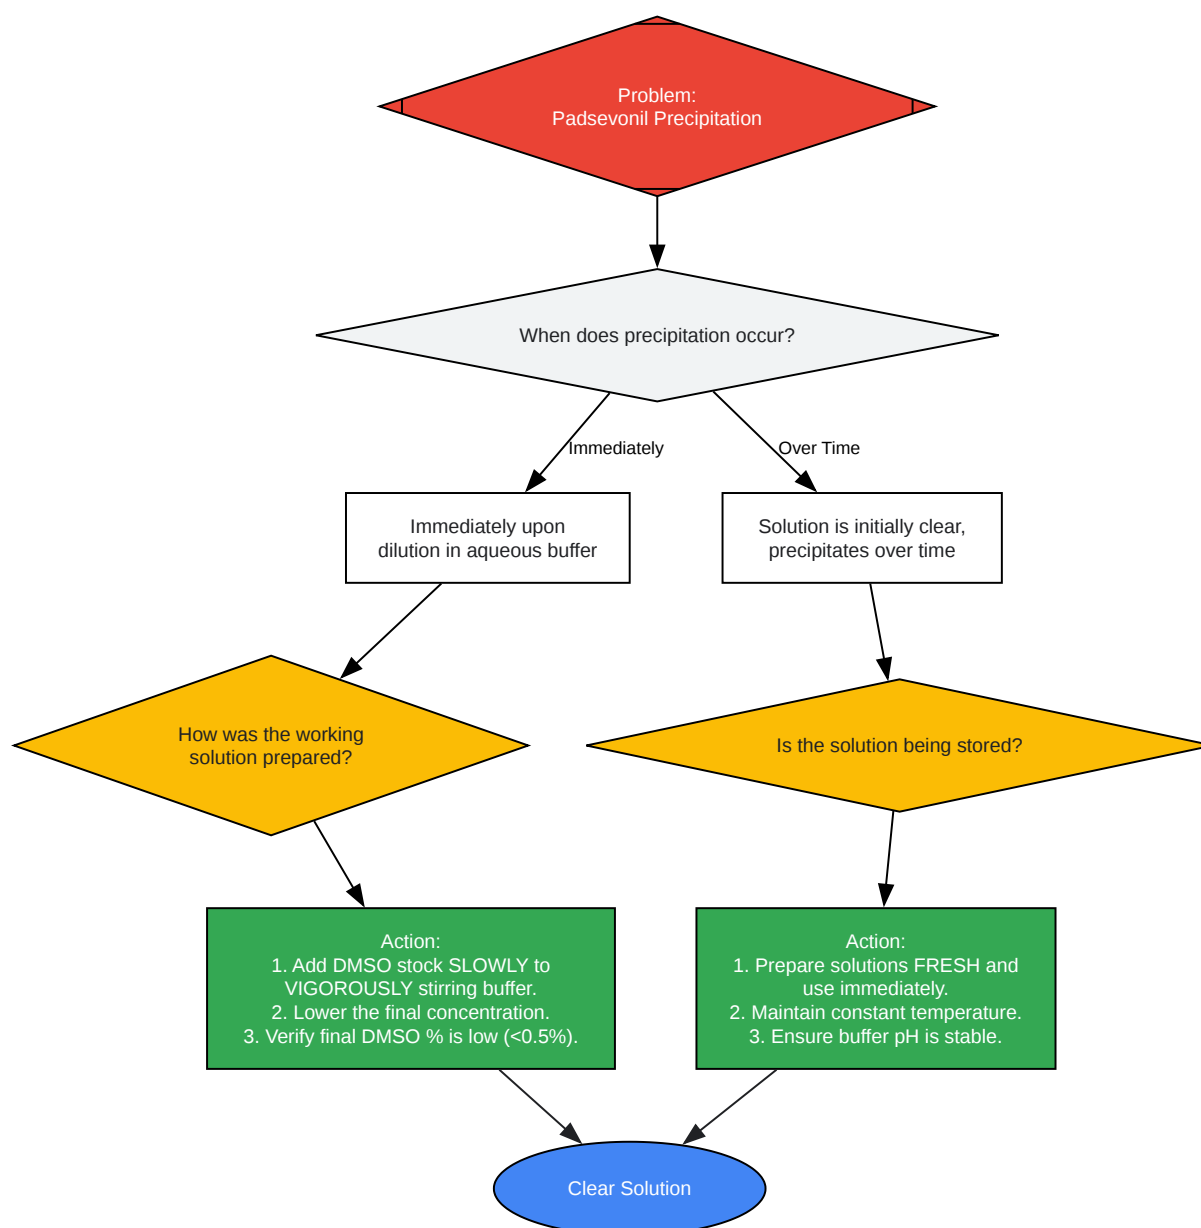 Problem:
Padsevonil Precipitation
When does precipitation occur?
Immediately
Over Time
Immediately upon
dilution in aqueous buffer
Solution is initially clear,
precipitates over time
How was the working
solution prepared?
Is the solution being stored?
Action:
1. Add DMSO stock SLOWLY to
VIGOROUSLY stirring buffer.
2. Lower the final concentration.
3. Verify final DMSO % is low (<0.5%).
Action:
1. Prepare solutions FRESH and
use immediately.
2. Maintain constant temperature.
3. Ensure buffer pH is stable.
Clear Solution